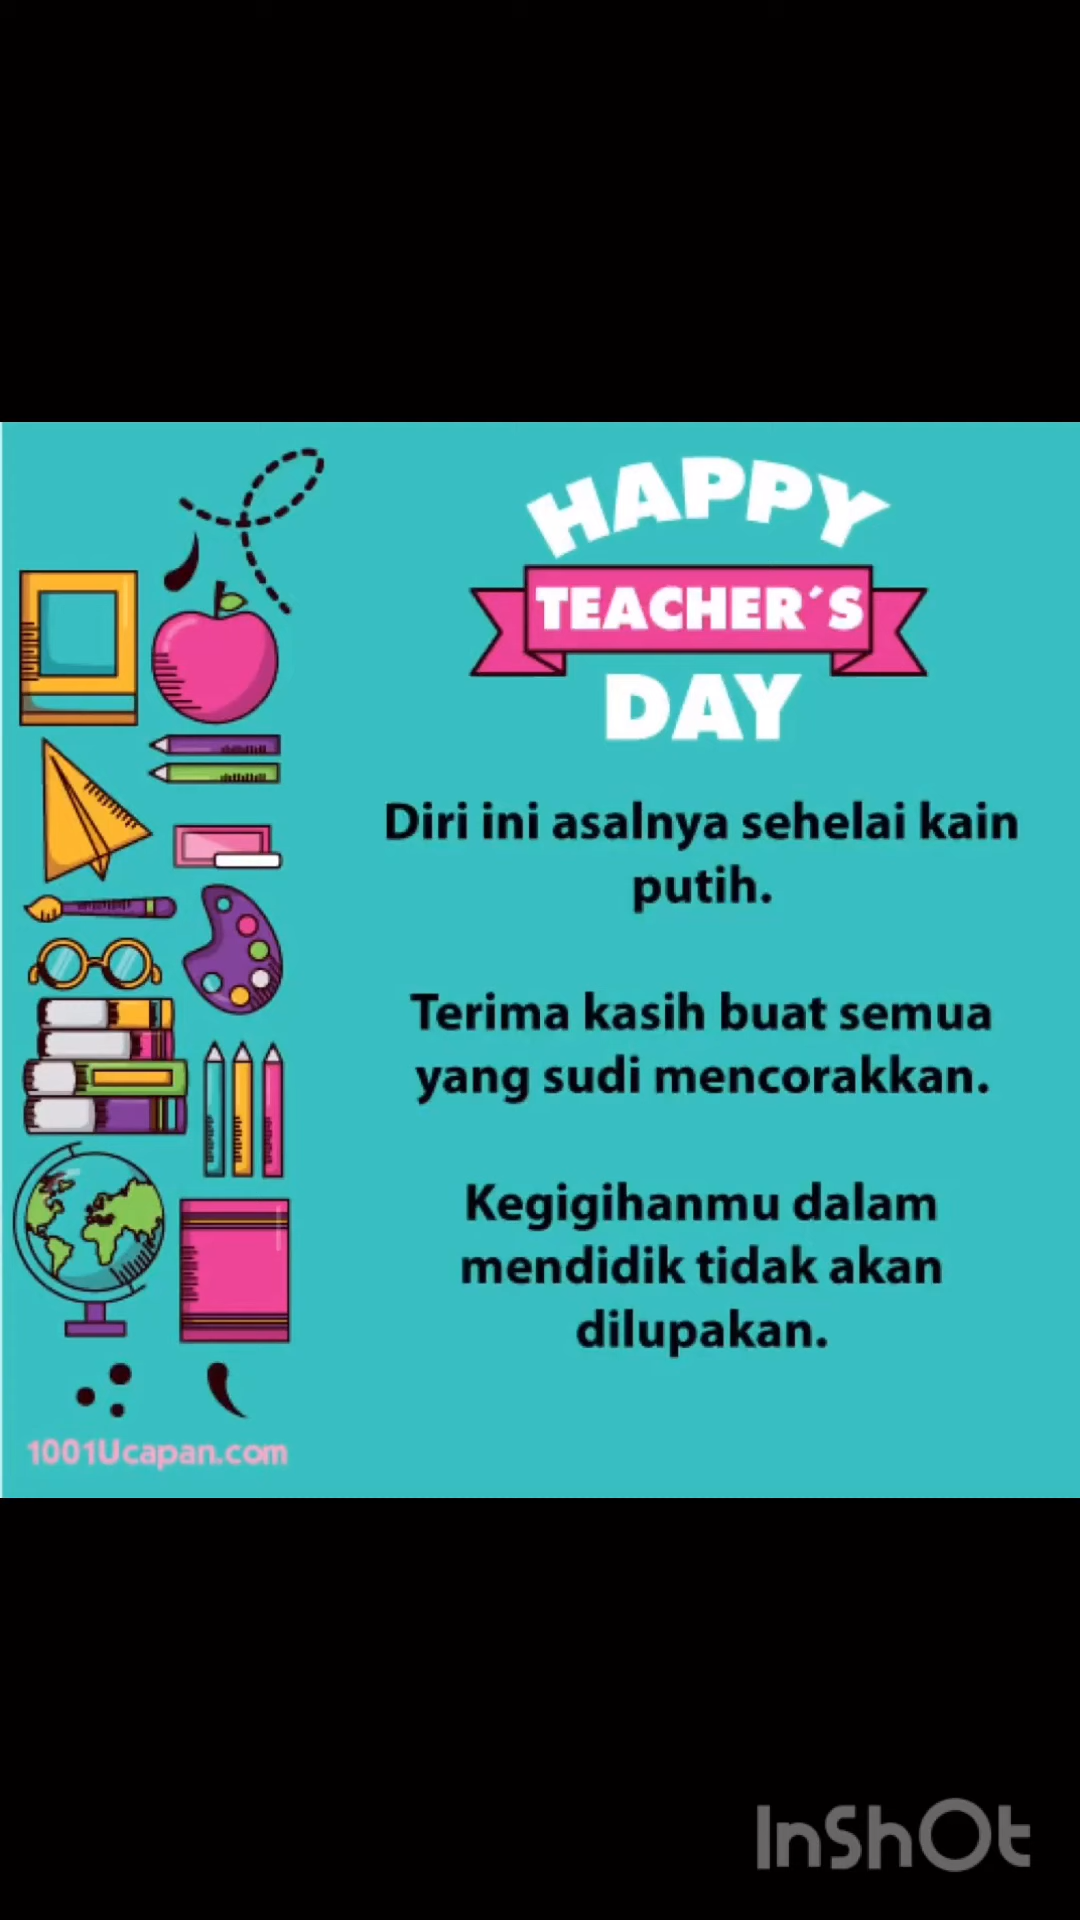 HAPPY
TEACHER´S
DAY
Diri ini asalnya sehelai kain
putih.
Terima kasih buat semua
yang sudi mencorakkan.
Kegigihanmu dalam
mendidik tidak akan
dilupakan.
1001Ucapan.com
InShOt